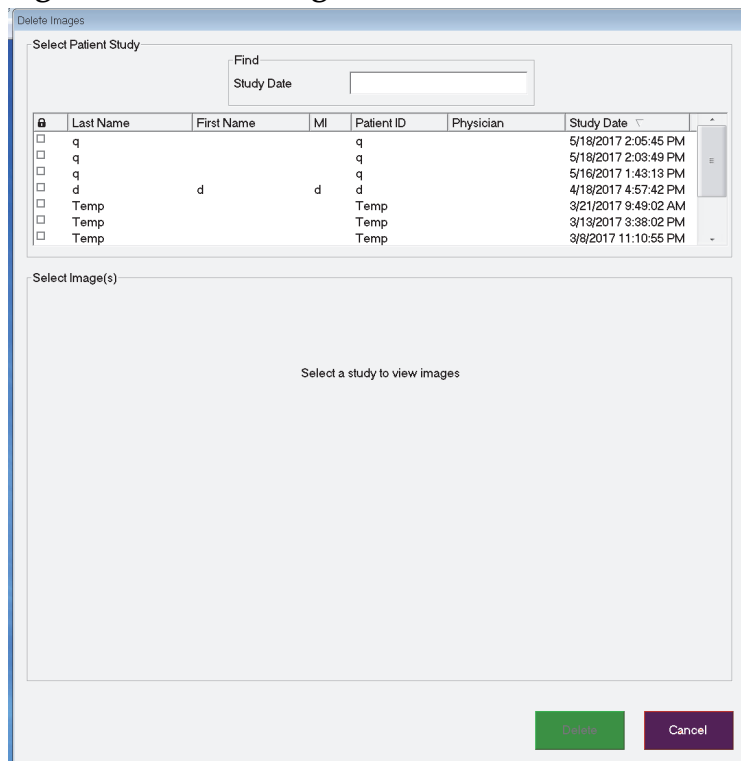 Delete Images
Select Patient Study
Find
Study Date
Last Name First Name MI Patient ID Physician Study Date
q q 5/18/2017 2:05:45 PM
q q 5/18/2017 2:03:49 PM
q q 5/16/2017 1:43:13 PM
d d d d 4/18/2017 4:57:42 PM
Temp Temp 3/21/2017 9:49:02 AM
Temp Temp 3/13/2017 3:38:02 PM
Temp Temp 3/8/2017 11:10:55 PM
Select Image(s)
Select a study to view images
Delete Cancel